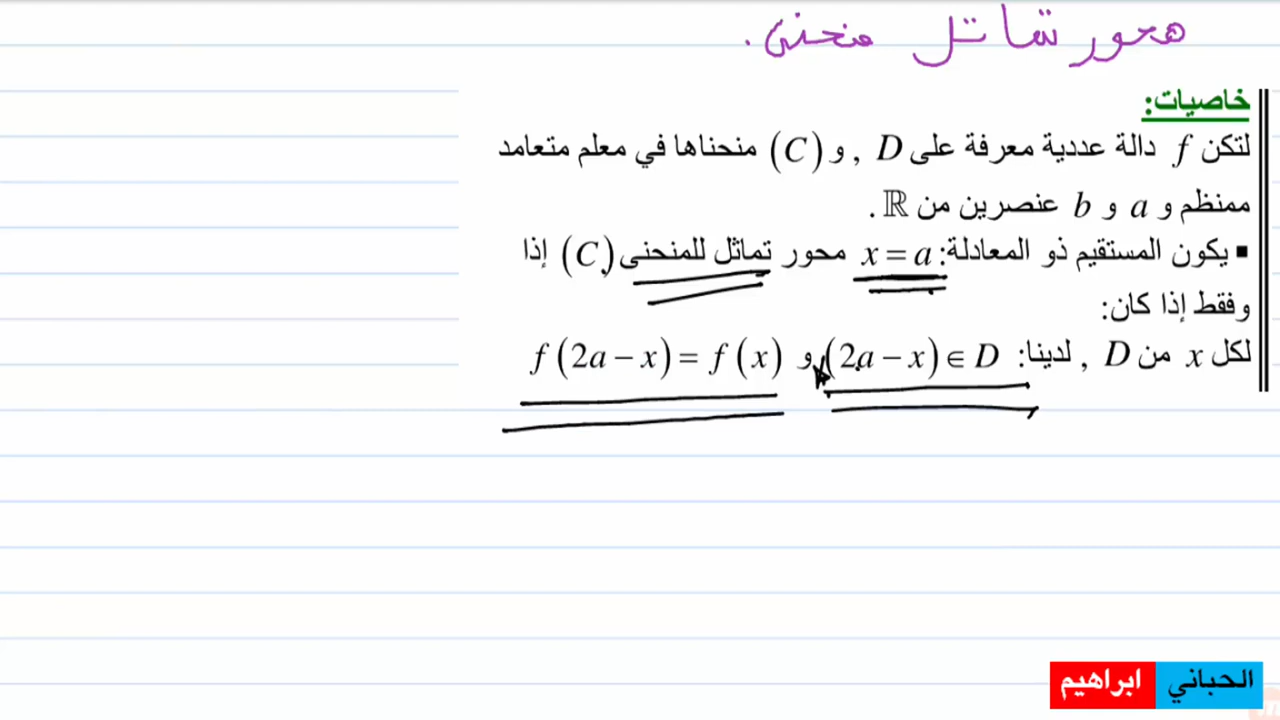 محور تماثل منحنى.
خاصيات:
لتكن f دالة عددية معرفة على D , و (C) منحناها في معلم متعامد
ممنظم و a و b عنصرين من ℝ .
▪ يكون المستقيم ذو المعادلة: x = a محور تماثل للمنحنى (C) إذا
وفقط إذا كان:
لكل x من D , لدينا: (2a − x) ∈ D و f(2a − x) = f(x)
الحباني ابراهيم